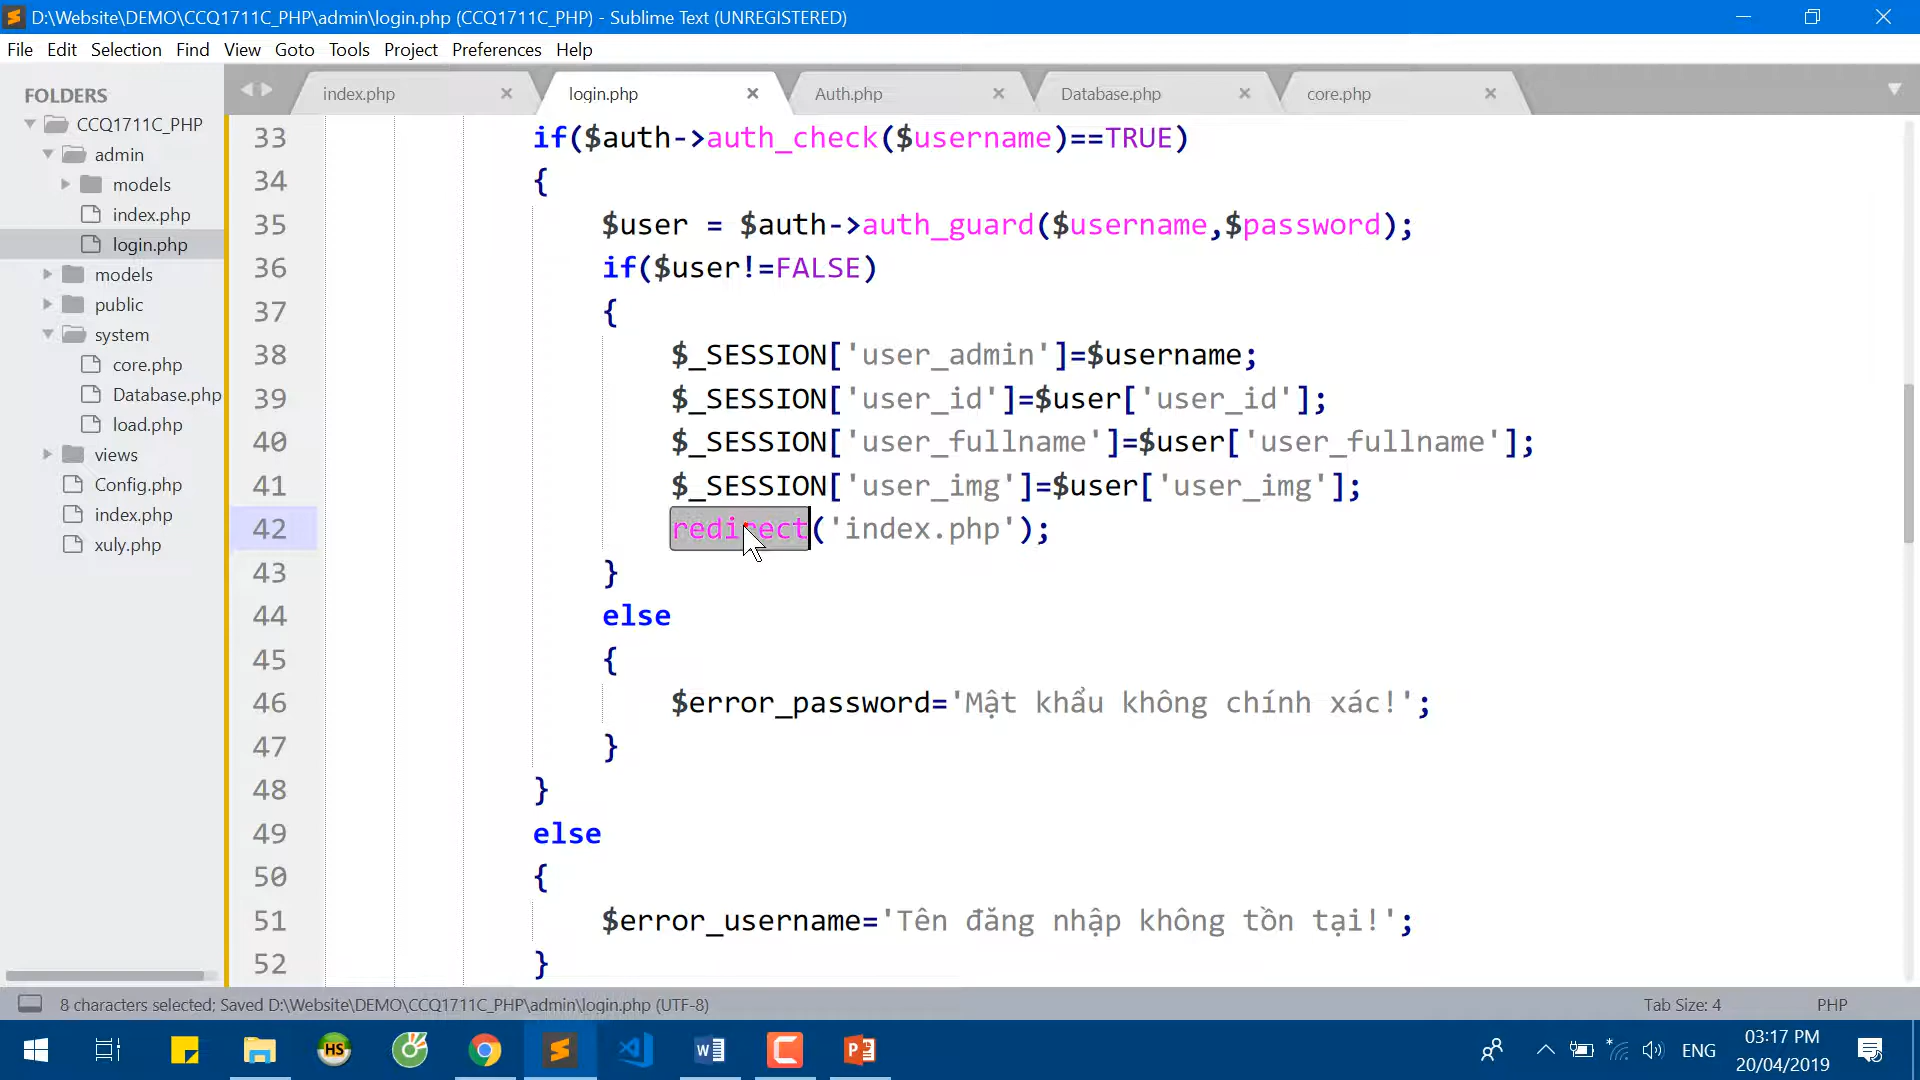 D:\Website\DEMO\CCQ1711C_PHP\admin\login.php (CCQ1711C_PHP) - Sublime Text (UNREGISTERED)
File Edit Selection Find View Goto Tools Project Preferences Help
FOLDERS
CCQ1711C_PHP
admin
models
index.php
login.php
models
public
system
core.php
Database.php
load.php
views
Config.php
index.php
xuly.php
index.php login.php Auth.php Database.php core.php
33 if($auth->auth_check($username)==TRUE)
34 {
35 $user = $auth->auth_guard($username,$password);
36 if($user!=FALSE)
37 {
38 $_SESSION['user_admin']=$username;
39 $_SESSION['user_id']=$user['user_id'];
40 $_SESSION['user_fullname']=$user['user_fullname'];
41 $_SESSION['user_img']=$user['user_img'];
42 redirect('index.php');
43 }
44 else
45 {
46 $error_password='Mật khẩu không chính xác!';
47 }
48 }
49 else
50 {
51 $error_username='Tên đăng nhập không tồn tại!';
52 }
8 characters selected; Saved D:\Website\DEMO\CCQ1711C_PHP\admin\login.php (UTF-8) Tab Size: 4 PHP
HS
ENG
03:17 PM
20/04/2019